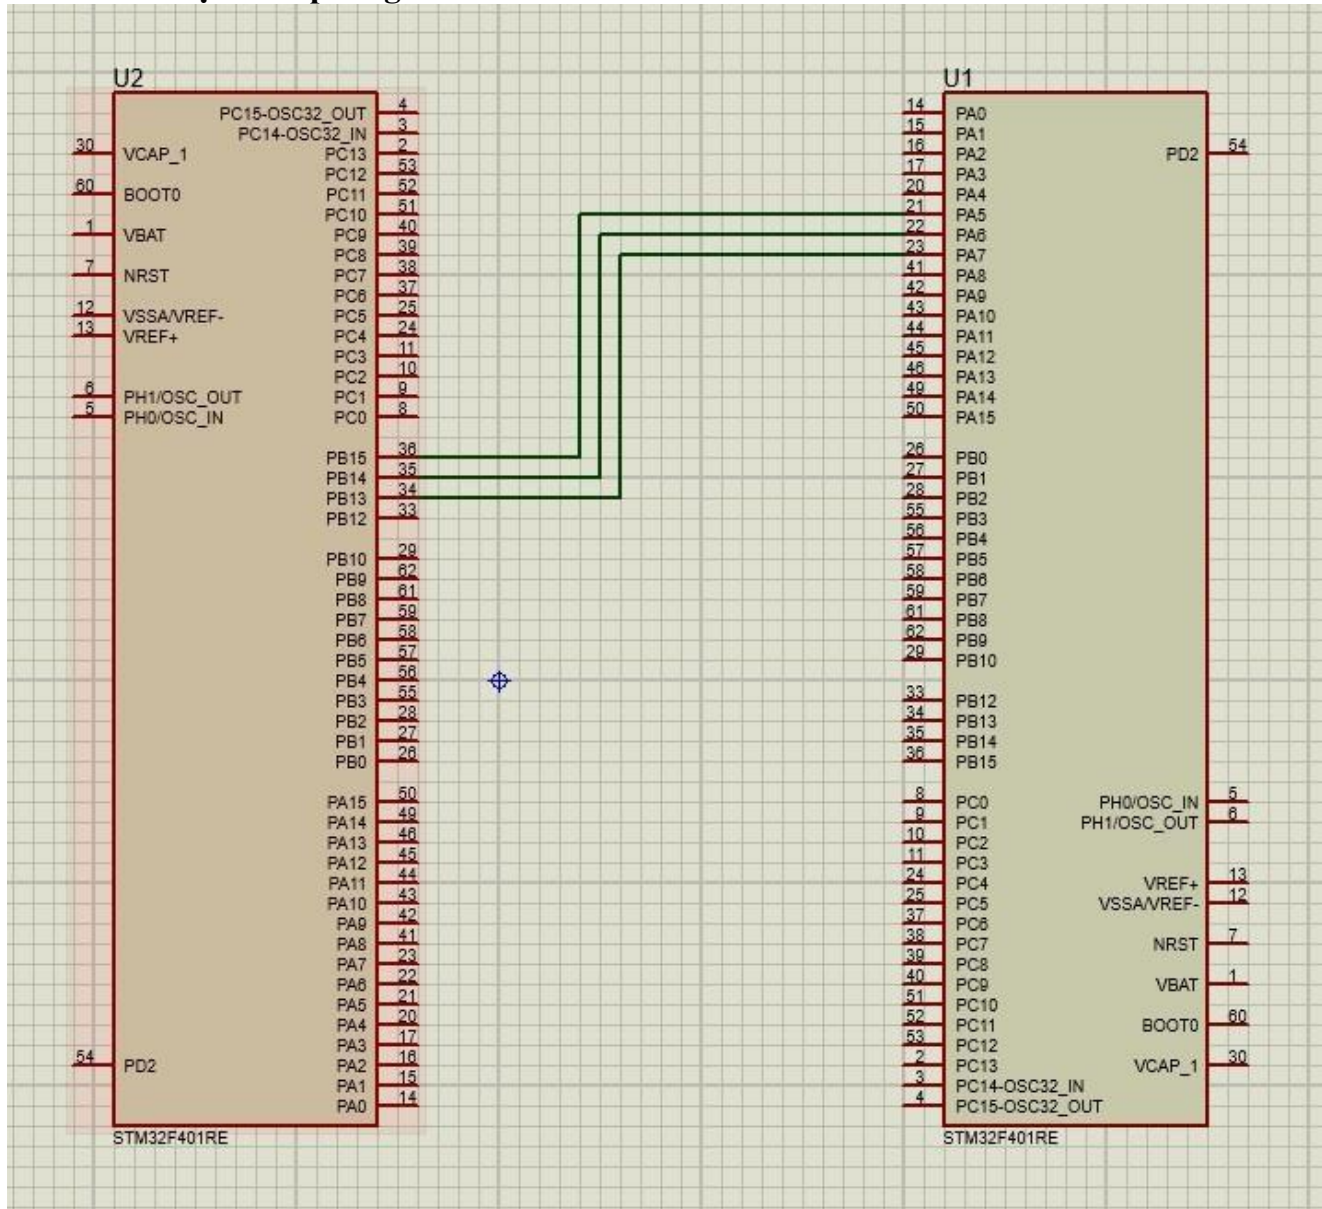 U2
PC15-OSC32_OUT 4
PC14-OSC32_IN 3
30 VCAP_1 PC13 2
PC12 53
60 BOOT0 PC11 52
PC10 51
1 VBAT PC9 40
PC8 39
7 NRST PC7 38
PC6 37
12 VSSA/VREF- PC5 25
13 VREF+ PC4 24
PC3 11
PC2 10
6 PH1/OSC_OUT PC1 9
5 PH0/OSC_IN PC0 8
PB15 36
PB14 35
PB13 34
PB12 33
PB10 29
PB9 62
PB8 61
PB7 59
PB6 58
PB5 57
PB4 56
PB3 55
PB2 28
PB1 27
PB0 26
PA15 50
PA14 49
PA13 46
PA12 45
PA11 44
PA10 43
PA9 42
PA8 41
PA7 23
PA6 22
PA5 21
PA4 20
PA3 17
54 PD2 PA2 16
PA1 15
PA0 14
STM32F401RE
U1
14 PA0
15 PA1
16 PA2 PD2 54
17 PA3
20 PA4
21 PA5
22 PA6
23 PA7
41 PA8
42 PA9
43 PA10
44 PA11
45 PA12
46 PA13
49 PA14
50 PA15
26 PB0
27 PB1
28 PB2
55 PB3
56 PB4
57 PB5
58 PB6
59 PB7
61 PB8
62 PB9
29 PB10
33 PB12
34 PB13
35 PB14
36 PB15
8 PC0 PH0/OSC_IN 5
9 PC1 PH1/OSC_OUT 6
10 PC2
11 PC3
24 PC4 VREF+ 13
25 PC5 VSSA/VREF- 12
37 PC6
38 PC7 NRST 7
39 PC8
40 PC9 VBAT 1
51 PC10
52 PC11 BOOT0 60
53 PC12
2 PC13 VCAP_1 30
3 PC14-OSC32_IN
4 PC15-OSC32_OUT
STM32F401RE